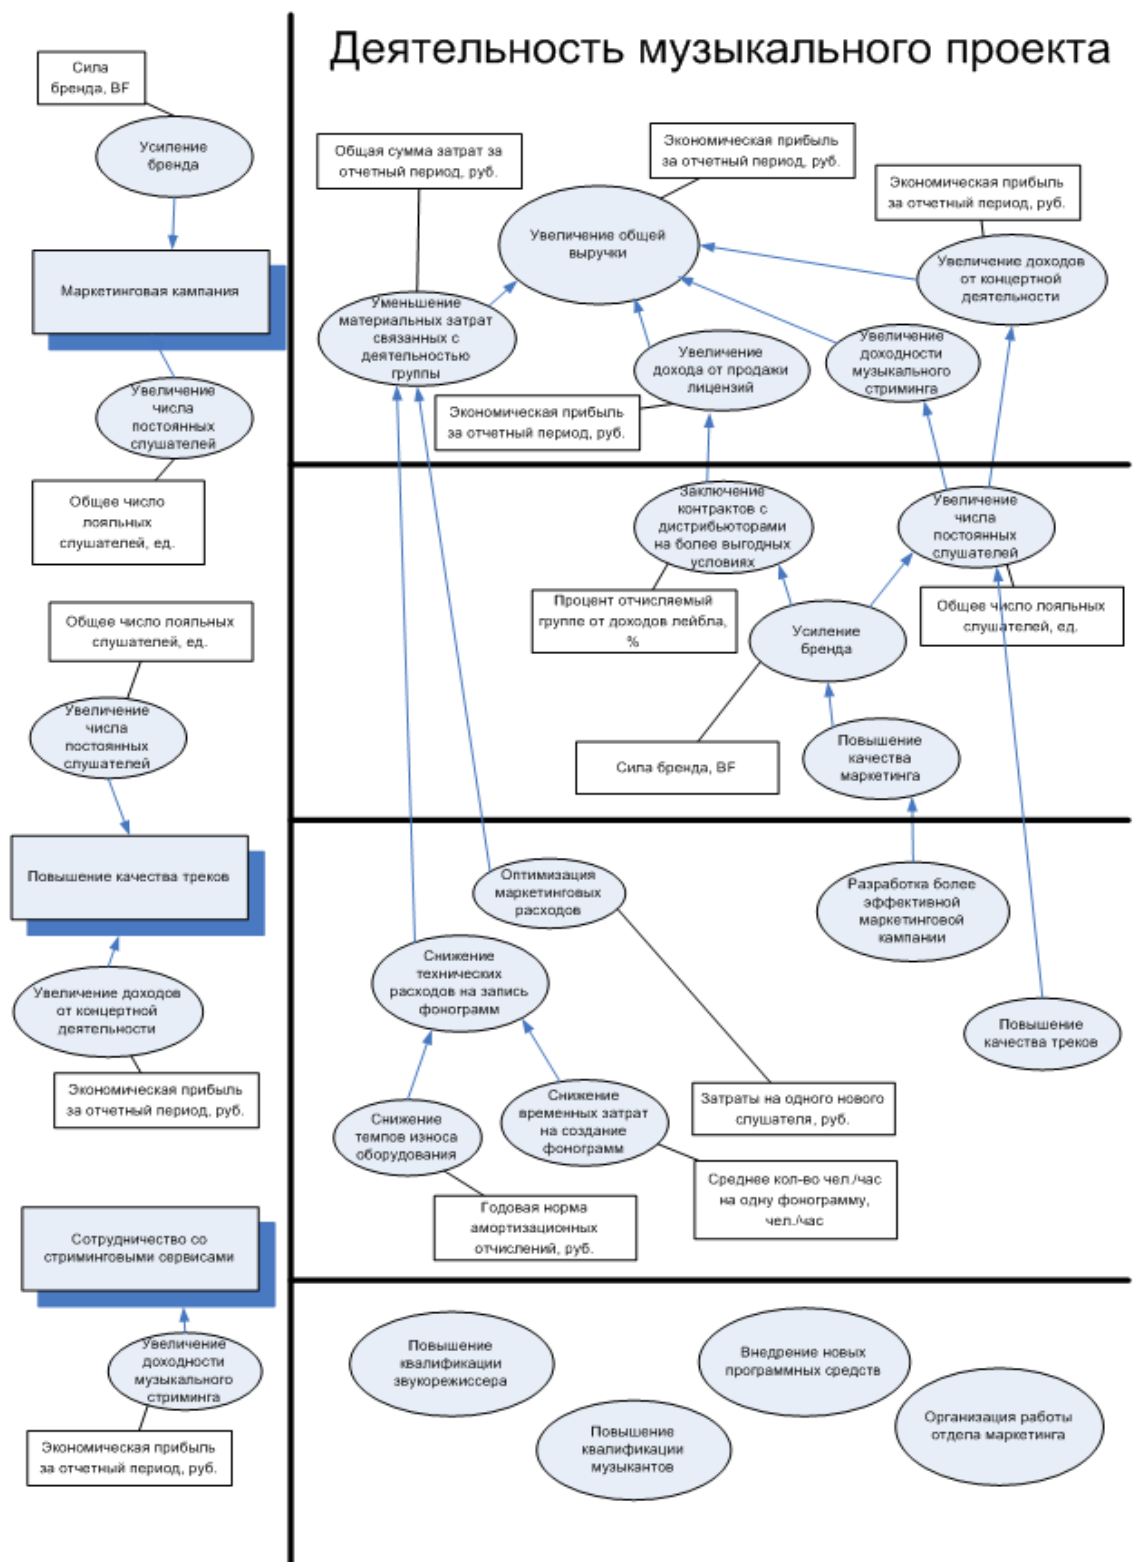 Деятельность музыкального проекта
Сила
бренда, BF
Усиление
бренда
Маркетинговая кампания
Увеличение
числа
постоянных
слушателей
Общее число
лояльных
слушателей, ед.
Общее число лояльных
слушателей, ед.
Увеличение
числа
постоянных
слушателей
Повышение качества треков
Увеличение доходов
от концертной
деятельности
Экономическая прибыль
за отчетный период, руб.
Сотрудничество со
стриминговыми сервисами
Увеличение
доходности
музыкального
стриминга
Экономическая прибыль
за отчетный период, руб.
Общая сумма затрат за
отчетный период, руб.
Экономическая прибыль
за отчетный период, руб.
Экономическая прибыль
за отчетный период, руб.
Увеличение общей
выручки
Увеличение доходов
от концертной
деятельности
Уменьшение
материальных затрат
связанных с
деятельностью
группы
Увеличение
дохода от продажи
лицензий
Увеличение
доходности
музыкального
стриминга
Экономическая прибыль
за отчетный период, руб.
Заключение
контрактов с
дистрибьюторами
на более выгодных
условиях
Увеличение
числа
постоянных
слушателей
Процент отчисляемый
группе от доходов лейбла,
%
Усиление
бренда
Общее число лояльных
слушателей, ед.
Сила бренда, BF
Повышение
качества
маркетинга
Оптимизация
маркетинговых
расходов
Разработка более
эффективной
маркетинговой
кампании
Снижение
технических
расходов на запись
фонограмм
Повышение
качества треков
Снижение
темпов износа
оборудования
Снижение
временных затрат
на создание
фонограмм
Затраты на одного нового
слушателя, руб.
Среднее кол-во чел./час
на одну фонограмму,
чел./час
Годовая норма
амортизационных
отчислений, руб.
Повышение
квалификации
звукорежиссера
Внедрение новых
программных средств
Повышение
квалификации
музыкантов
Организация работы
отдела маркетинга